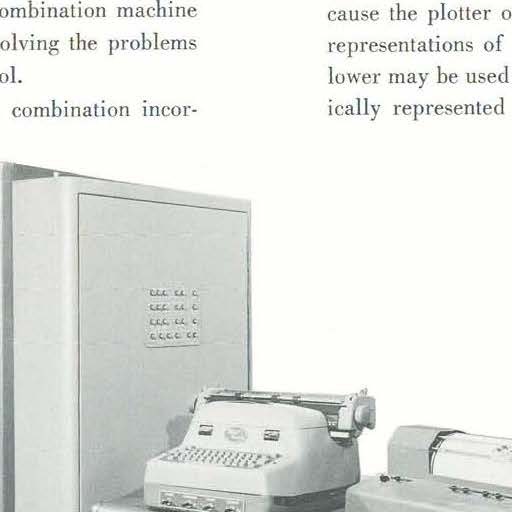 ombination machine
olving the problems
ol.
combination incor-
cause the plotter o
representations of
lower may be used
ically represented